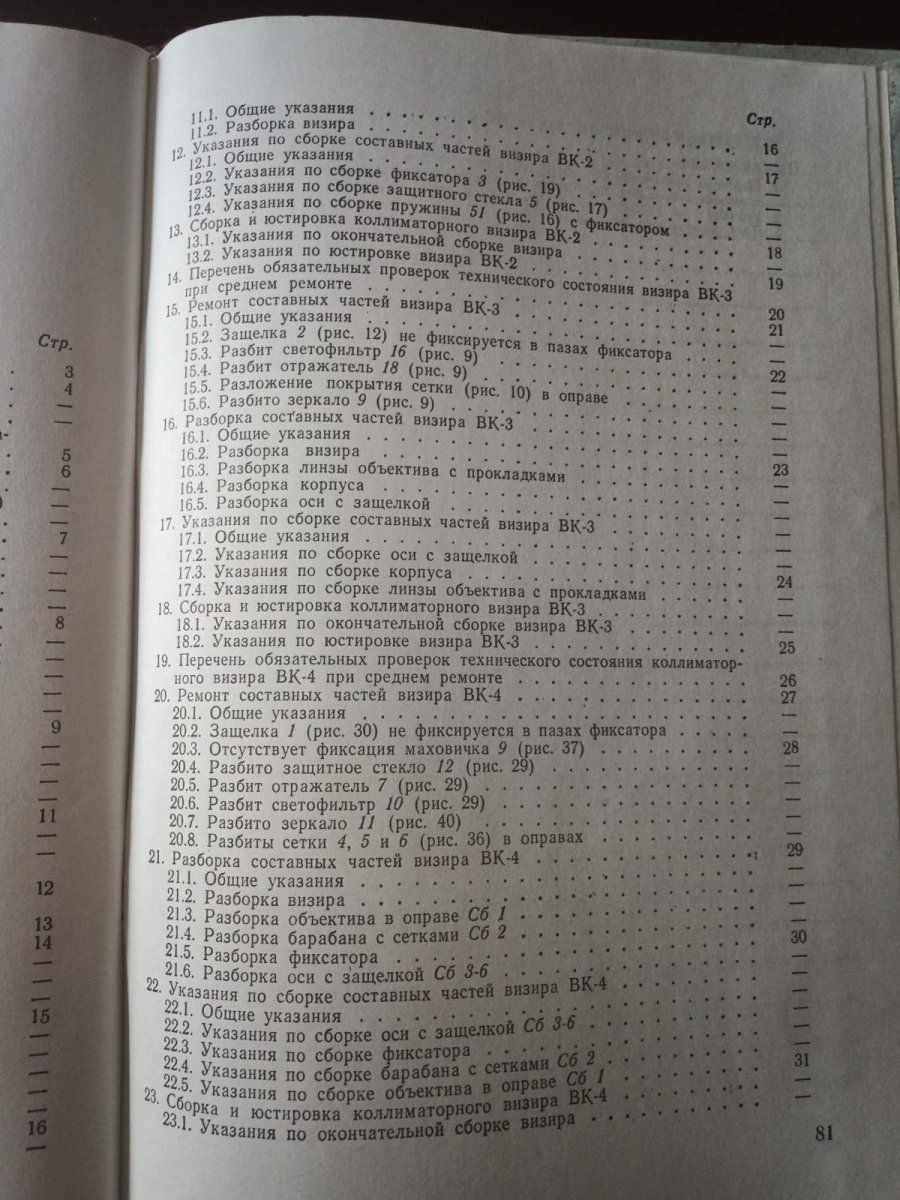 Стр.
3
4
—
—
а-
5
6
—
—
7
—
—
—
—
8
—
—
—
—
—
9
—
—
—
—
11
—
—
12
—
13
14
—
—
—
15
—
—
—
—
—
16
—
Стр.
11.1. Общие указания . . . 16
11.2. Разборка визира . . . —
12. Указания по сборке составных частей визира ВК-2 . . . 17
12.1. Общие указания . . . —
12.2. Указания по сборке фиксатора 3 (рис. 19) . . . —
12.3. Указания по сборке защитного стекла 5 (рис. 17) . . . —
12.4. Указания по сборке пружины 51 (рис. 16) с фиксатором . . . —
13. Сборка и юстировка коллиматорного визира ВК-2 . . . 18
13.1. Указания по окончательной сборке визира . . . —
13.2. Указания по юстировке визира ВК-2 . . . 19
14. Перечень обязательных проверок технического состояния визира ВК-3
при среднем ремонте . . . 20
15. Ремонт составных частей визира ВК-3 . . . 21
15.1. Общие указания . . . —
15.2. Защелка 2 (рис. 12) не фиксируется в пазах фиксатора . . . —
15.3. Разбит светофильтр 16 (рис. 9) . . . 22
15.4. Разбит отражатель 18 (рис. 9) . . . —
15.5. Разложение покрытия сетки (рис. 10) в оправе . . . —
15.6. Разбито зеркало 9 (рис. 9) . . . —
16. Разборка составных частей визира ВК-3 . . . —
16.1. Общие указания . . . —
16.2. Разборка визира . . . 23
16.3. Разборка линзы объектива с прокладками . . . —
16.4. Разборка корпуса . . . —
16.5. Разборка оси с защелкой . . . —
17. Указания по сборке составных частей визира ВК-3 . . . —
17.1. Общие указания . . . —
17.2. Указания по сборке оси с защелкой . . . —
17.3. Указания по сборке корпуса . . . 24
17.4. Указания по сборке линзы объектива с прокладками . . . —
18. Сборка и юстировка коллиматорного визира ВК-3 . . . —
18.1. Указания по окончательной сборке визира ВК-3 . . . —
18.2. Указания по юстировке визира ВК-3 . . . 25
19. Перечень обязательных проверок технического состояния коллиматор-
ного визира ВК-4 при среднем ремонте . . . 26
20. Ремонт составных частей визира ВК-4 . . . 27
20.1. Общие указания . . . —
20.2. Защелка 1 (рис. 30) не фиксируется в пазах фиксатора . . . —
20.3. Отсутствует фиксация маховичка 9 (рис. 37) . . . 28
20.4. Разбито защитное стекло 12 (рис. 29) . . . —
20.5. Разбит отражатель 7 (рис. 29) . . . —
20.6. Разбит светофильтр 10 (рис. 29) . . . —
20.7. Разбито зеркало 11 (рис. 40) . . . —
20.8. Разбиты сетки 4, 5 и 6 (рис. 36) в оправах . . . —
21. Разборка составных частей визира ВК-4 . . . 29
21.1. Общие указания . . . —
21.2. Разборка визира . . . —
21.3. Разборка объектива в оправе Сб 1 . . . —
21.4. Разборка барабана с сетками Сб 2 . . . 30
21.5. Разборка фиксатора . . . —
21.6. Разборка оси с защелкой Сб 3-6 . . . —
22. Указания по сборке составных частей визира ВК-4 . . . —
22.1. Общие указания . . . —
22.2. Указания по сборке оси с защелкой Сб 3-6 . . . —
22.3. Указания по сборке фиксатора . . . —
22.4. Указания по сборке барабана с сетками Сб 2 . . . 31
22.5. Указания по сборке объектива в оправе Сб 1 . . . —
23. Сборка и юстировка коллиматорного визира ВК-4 . . . —
23.1. Указания по окончательной сборке визира . . . —
81